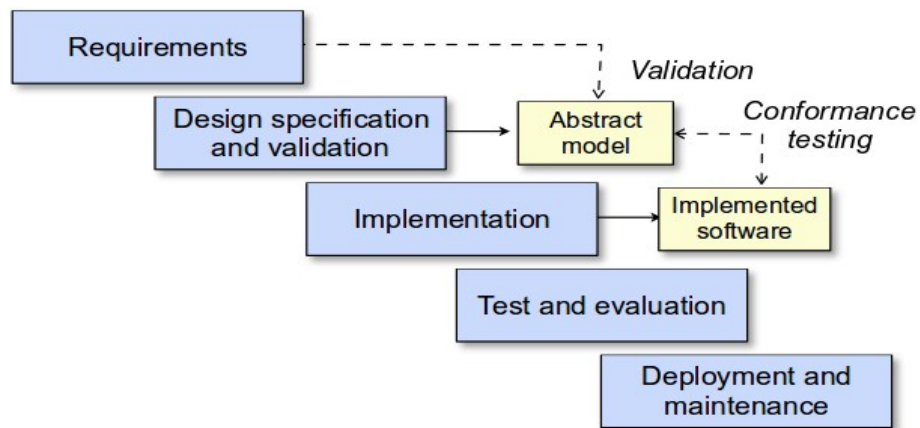 Requirements
Validation
Design specification
and validation
Abstract
model
Conformance
testing
Implementation
Implemented
software
Test and evaluation
Deployment and
maintenance